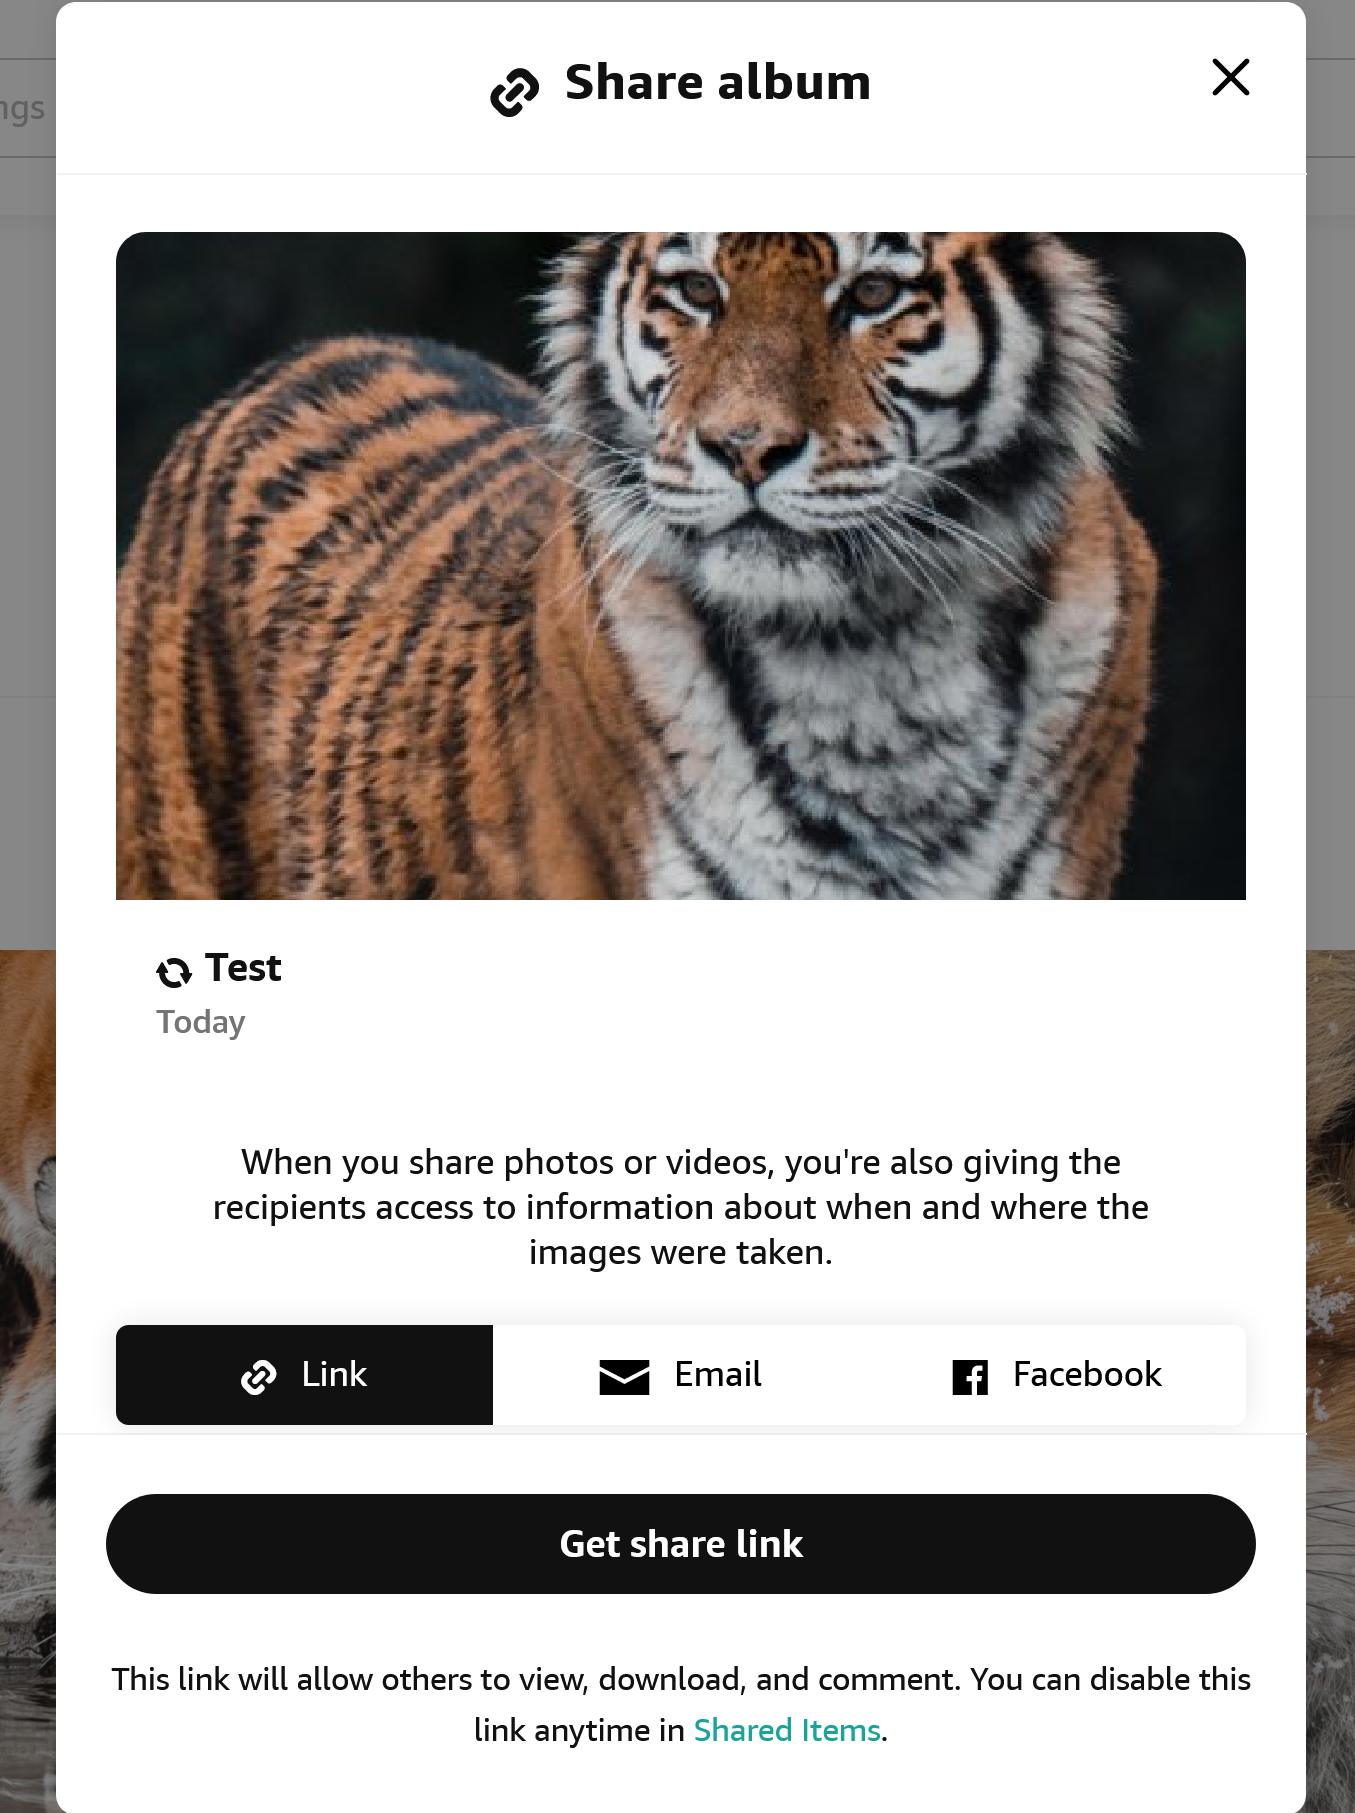 Share album
ngs
Test
Today
When you share photos or videos, you're also giving the
recipients access to information about when and where the
images were taken.
Link
Email
Facebook
Get share link
This link will allow others to view, download, and comment. You can disable this
link anytime in Shared Items.